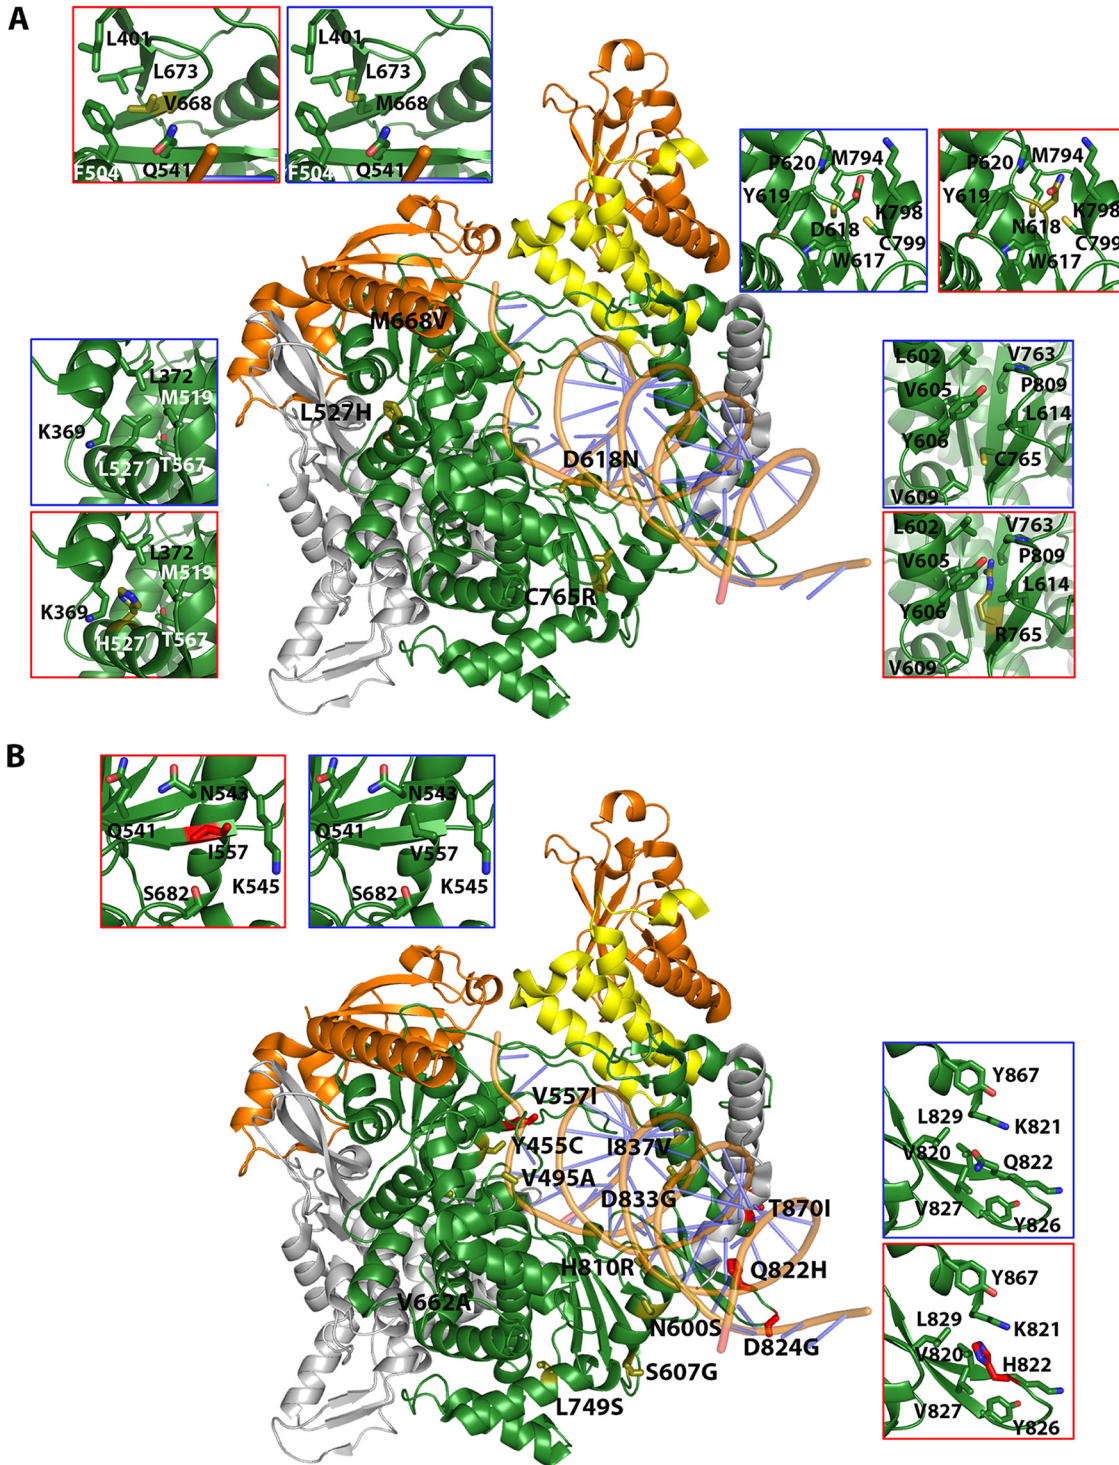 A
L401
L673
V668
Q541
F504
L401
L673
M668
Q541
F504
P620
M794
Y619
K798
D618
C799
W617
P620
M794
Y619
K798
N618
C799
W617
M668V
L527H
D618N
C765R
L372
M519
K369
L527
T567
L372
M519
K369
H527
T567
L602
V763
V605
P809
L614
Y606
C765
V609
L602
V763
V605
P809
L614
Y606
R765
V609
B
N543
Q541
I557
K545
S682
N543
Q541
V557
K545
S682
V557I
Y455C
I837V
V495A
D833G
T870I
H810R
Q822H
V662A
N600S
D824G
S607G
L749S
Y867
L829
K821
V820
Q822
V827
Y826
Y867
L829
K821
V820
H822
V827
Y826